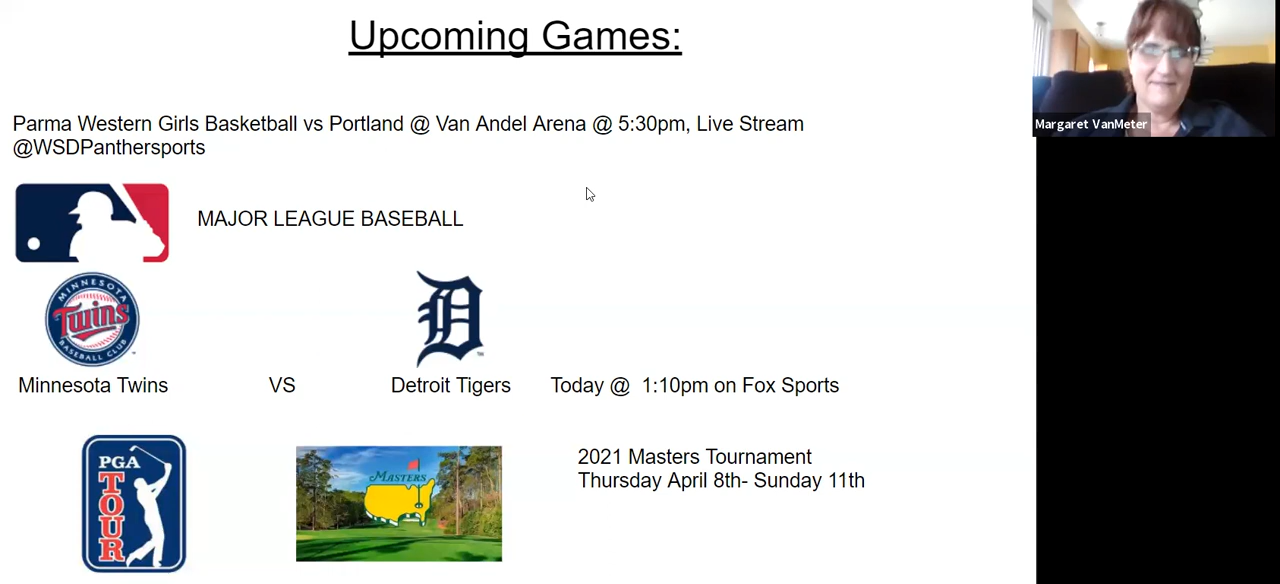 Upcoming Games:
Parma Western Girls Basketball vs Portland @ Van Andel Arena @ 5:30pm, Live Stream
@WSDPanthersports
Margaret VanMeter
MAJOR LEAGUE BASEBALL
MINNESOTA
Twins
BASEBALL CLUB
D
Minnesota Twins VS Detroit Tigers Today @ 1:10pm on Fox Sports
PGA
TOUR
MASTERS
2021 Masters Tournament
Thursday April 8th- Sunday 11th